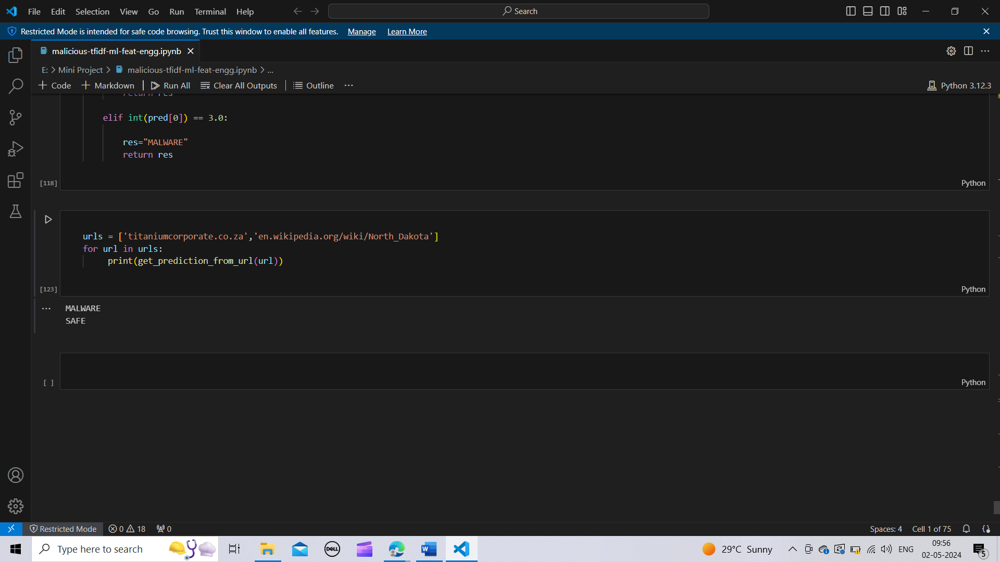 File Edit Selection View Go Run Terminal Help
Search
Restricted Mode is intended for safe code browsing. Trust this window to enable all features. Manage Learn More
malicious-tfidf-ml-feat-engg.ipynb
E: > Mini Project > malicious-tfidf-ml-feat-engg.ipynb > ...
+ Code + Markdown | Run All Clear All Outputs | Outline ...
Python 3.12.3
return res
elif int(pred[0]) == 3.0:
res="MALWARE"
return res
[118]
Python
urls = ['titaniumcorporate.co.za','en.wikipedia.org/wiki/North_Dakota']
for url in urls:
print(get_prediction_from_url(url))
[123]
Python
... MALWARE
SAFE
[ ]
Python
Restricted Mode 0 18 0
Spaces: 4 Cell 1 of 75
Type here to search
DELL
W
29°C Sunny
ENG
09:56
02-05-2024
5